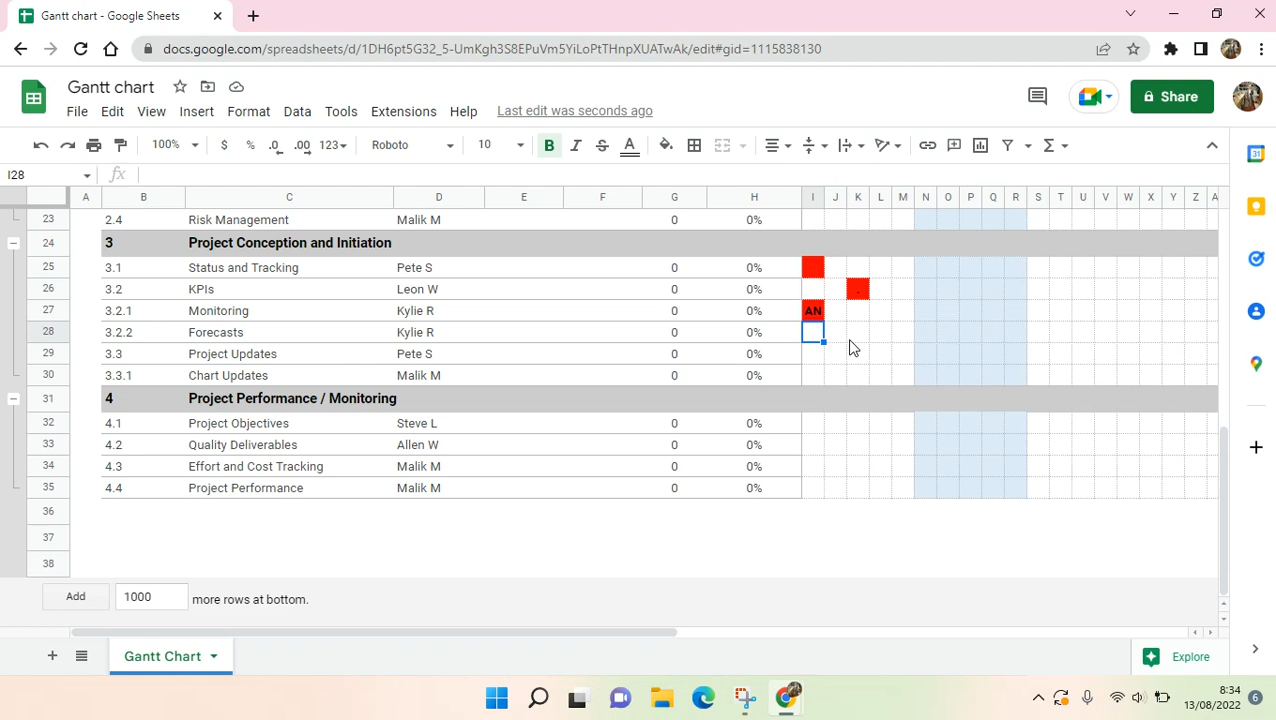 Gantt chart - Google Sheets
docs.google.com/spreadsheets/d/1DH6pt5G32_5-UmKgh3S8EPuVm5YiLoPtTHnpXUATwAk/edit#gid=1115838130
Gantt chart
File Edit View Insert Format Data Tools Extensions Help Last edit was seconds ago
Share
100% $ % .0 .00 123 Roboto 10 B I S A
I28 fx
A B C D E F G H I J K L M N O P Q R S T U V W X Y Z A
23 2.4 Risk Management Malik M 0 0%
24 3 Project Conception and Initiation
25 3.1 Status and Tracking Pete S 0 0%
26 3.2 KPIs Leon W 0 0% .
27 3.2.1 Monitoring Kylie R 0 0% AN
28 3.2.2 Forecasts Kylie R 0 0%
29 3.3 Project Updates Pete S 0 0%
30 3.3.1 Chart Updates Malik M 0 0%
31 4 Project Performance / Monitoring
32 4.1 Project Objectives Steve L 0 0%
33 4.2 Quality Deliverables Allen W 0 0%
34 4.3 Effort and Cost Tracking Malik M 0 0%
35 4.4 Project Performance Malik M 0 0%
36
37
38
Add 1000 more rows at bottom.
Gantt Chart Explore
8:34
13/08/2022 6